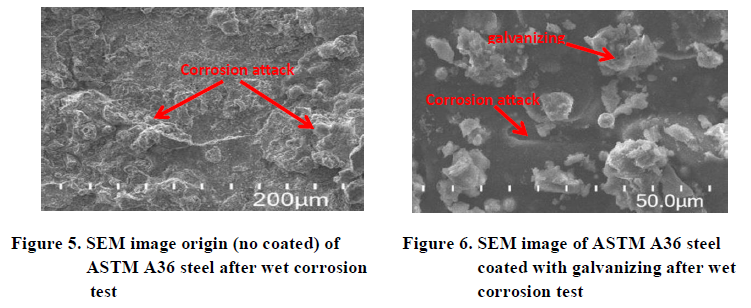 Corrosion attack
200µm
galvanizing
Corrosion attack
50.0µm
Figure 5. SEM image origin (no coated) of
ASTM A36 steel after wet corrosion
test
Figure 6. SEM image of ASTM A36 steel
coated with galvanizing after wet
corrosion test